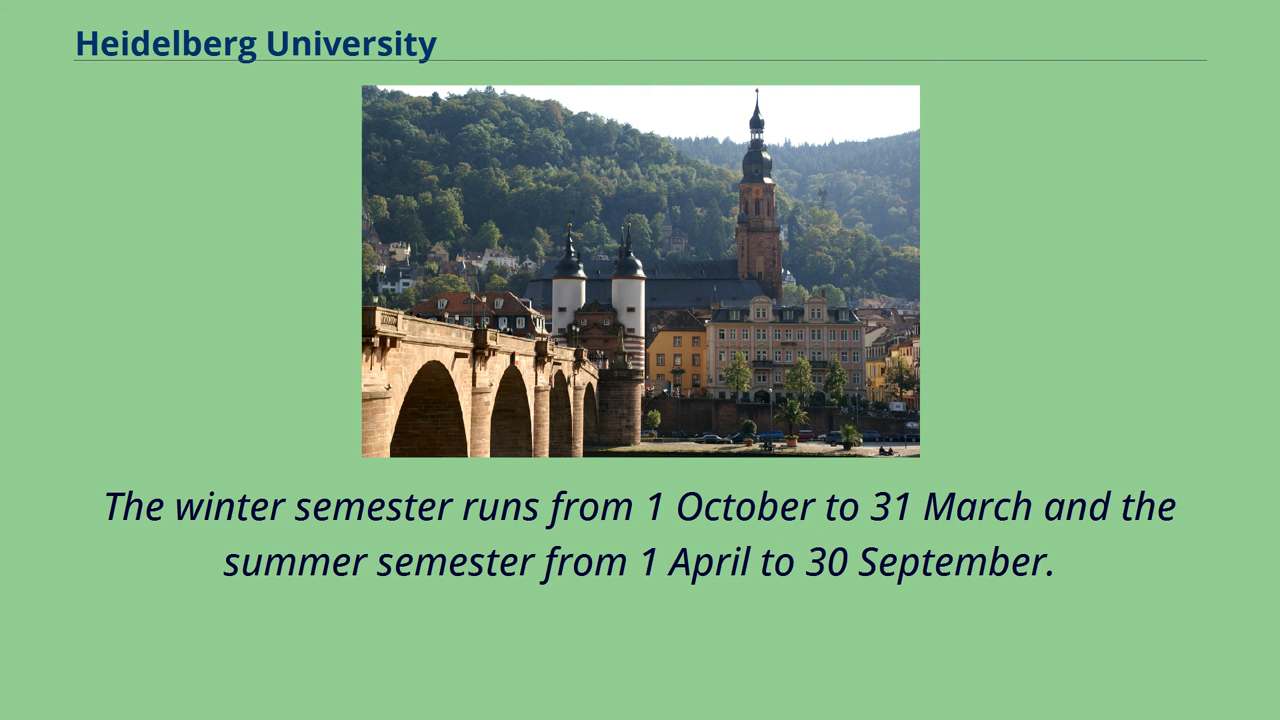 Heidelberg University
The winter semester runs from 1 October to 31 March and the
summer semester from 1 April to 30 September.